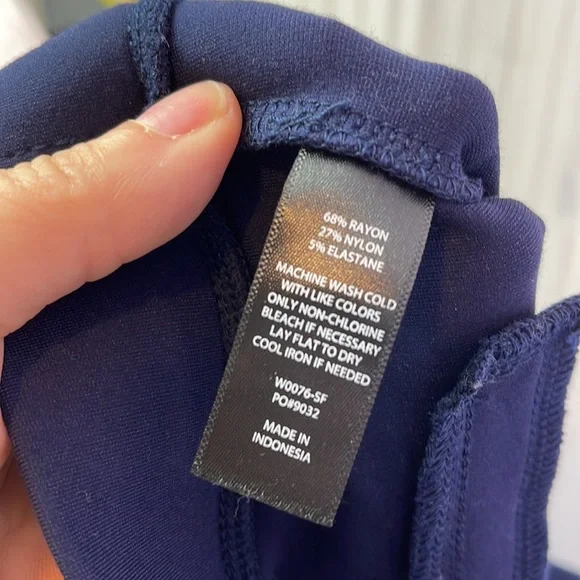 68% RAYON
27% NYLON
5% ELASTANE
MACHINE WASH COLD
WITH LIKE COLORS
ONLY NON-CHLORINE
BLEACH IF NECESSARY
LAY FLAT TO DRY
COOL IRON IF NEEDED
W0076-5F
PO#9032
MADE IN
INDONESIA